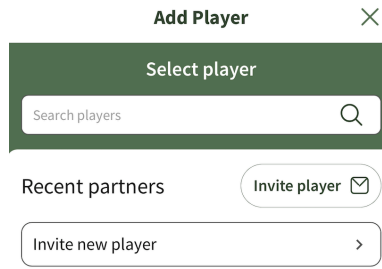 Add Player
Select player
Search players
Recent partners
Invite player
Invite new player